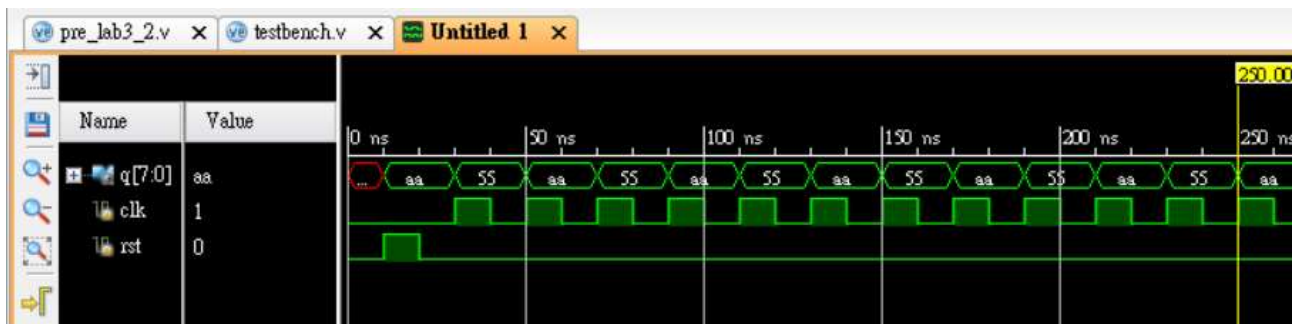 pre_lab3_2.v testbench.v Untitled 1
250.00
Name Value
0 ns 50 ns 100 ns 150 ns 200 ns 250 ns
q[7:0] aa ... aa 55 aa 55 aa 55 aa 55 aa 55 aa 55 aa
clk 1
rst 0